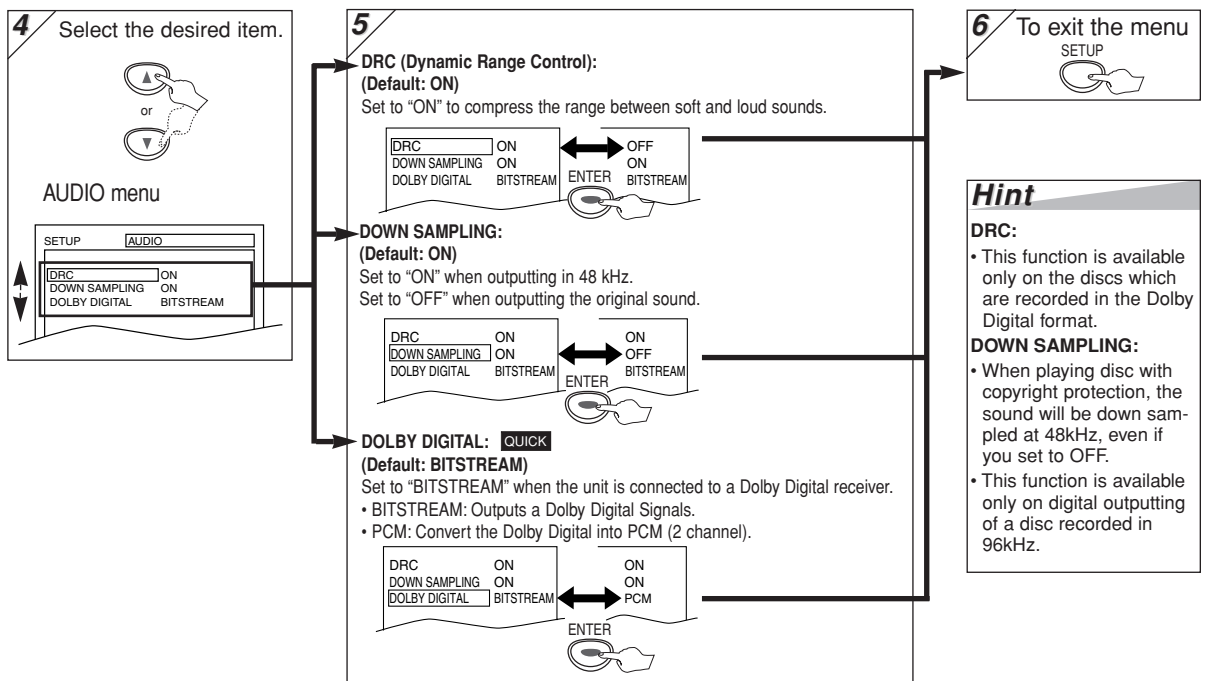 4 Select the desired item.
▲
or
▼
AUDIO menu
SETUP AUDIO
DRC ON
DOWN SAMPLING ON
DOLBY DIGITAL BITSTREAM
5
DRC (Dynamic Range Control):
(Default: ON)
Set to “ON” to compress the range between soft and loud sounds.
DRC ON OFF
DOWN SAMPLING ON ON
DOLBY DIGITAL BITSTREAM BITSTREAM
ENTER
DOWN SAMPLING:
(Default: ON)
Set to “ON” when outputting in 48 kHz.
Set to “OFF” when outputting the original sound.
DRC ON ON
DOWN SAMPLING ON OFF
DOLBY DIGITAL BITSTREAM BITSTREAM
ENTER
DOLBY DIGITAL: QUICK
(Default: BITSTREAM)
Set to “BITSTREAM” when the unit is connected to a Dolby Digital receiver.
• BITSTREAM: Outputs a Dolby Digital Signals.
• PCM: Convert the Dolby Digital into PCM (2 channel).
DRC ON ON
DOWN SAMPLING ON ON
DOLBY DIGITAL BITSTREAM PCM
ENTER
6 To exit the menu
SETUP
Hint
DRC:
• This function is available
only on the discs which
are recorded in the Dolby
Digital format.
DOWN SAMPLING:
• When playing disc with
copyright protection, the
sound will be down sam-
pled at 48kHz, even if
you set to OFF.
• This function is available
only on digital outputting
of a disc recorded in
96kHz.